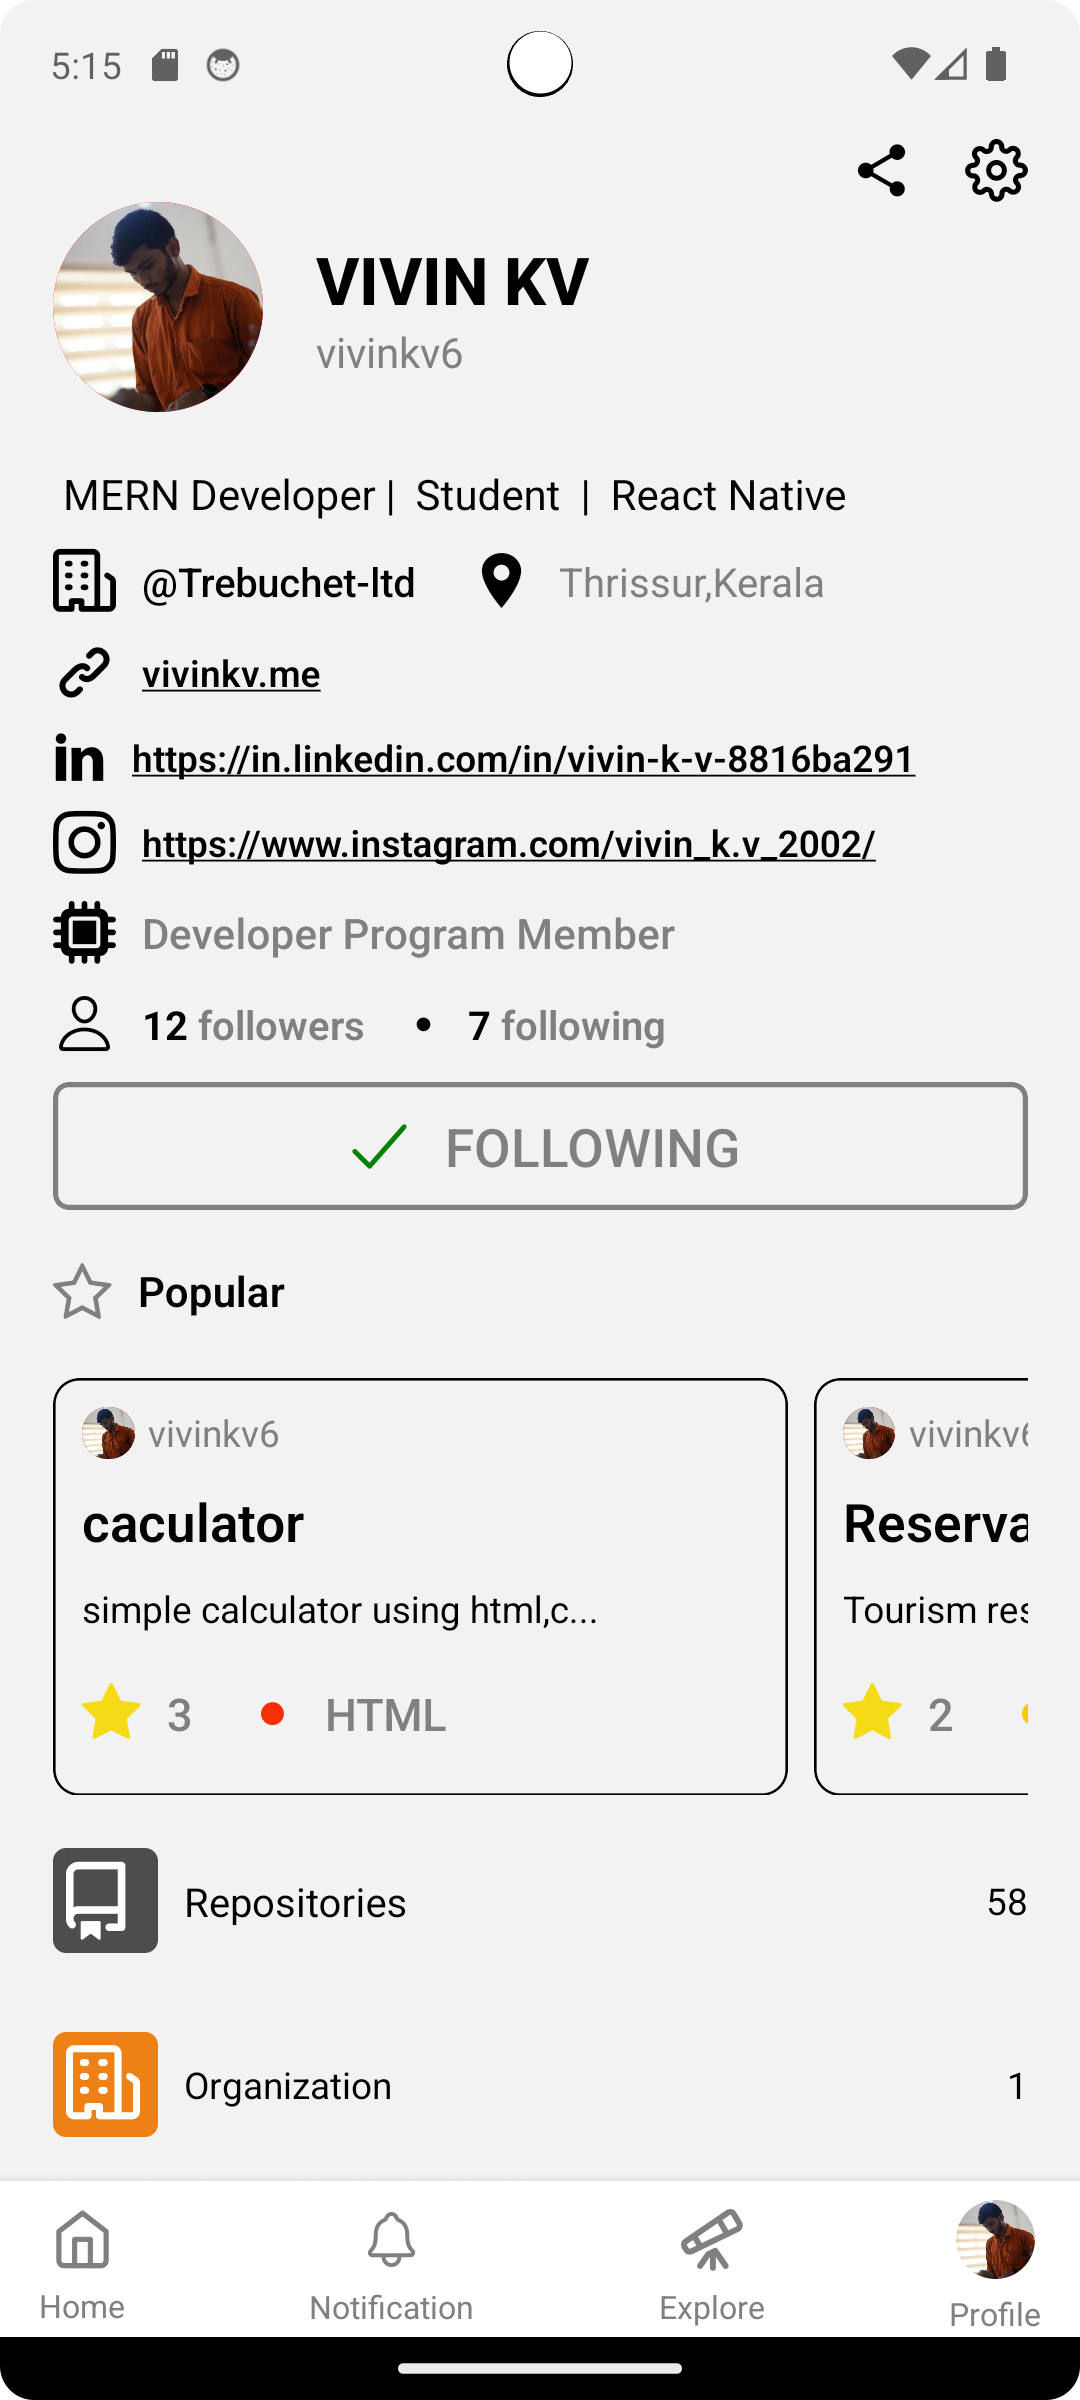 5:15
VIVIN KV
vivinkv6
MERN Developer | Student | React Native
@Trebuchet-ltd Thrissur,Kerala
vivinkv.me
in https://in.linkedin.com/in/vivin-k-v-8816ba291
https://www.instagram.com/vivin_k.v_2002/
Developer Program Member
12 followers • 7 following
FOLLOWING
Popular
vivinkv6
caculator
simple calculator using html,c...
3 HTML
vivinkv6
Reserva
Tourism res
2
Repositories 58
Organization 1
Home Notification Explore Profile